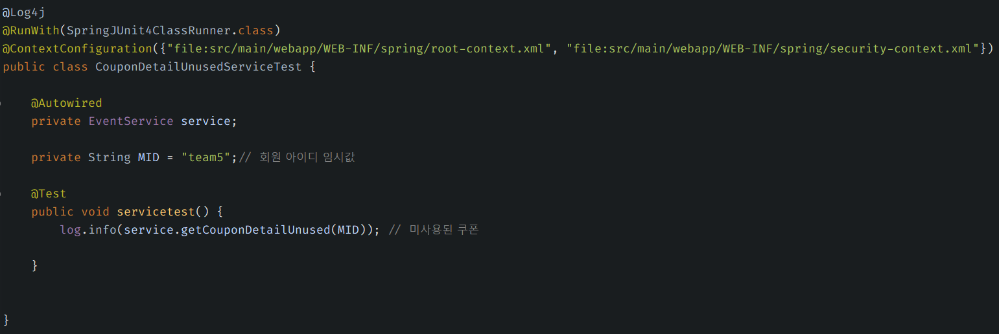 @Log4j
@RunWith(SpringJUnit4ClassRunner.class)
@ContextConfiguration({"file:src/main/webapp/WEB-INF/spring/root-context.xml", "file:src/main/webapp/WEB-INF/spring/security-context.xml"})
public class CouponDetailUnusedServiceTest {
@Autowired
private EventService service;
private String MID = "team5";// 회원 아이디 임시값
@Test
public void servicetest() {
log.info(service.getCouponDetailUnused(MID)); // 미사용된 쿠폰
}
}